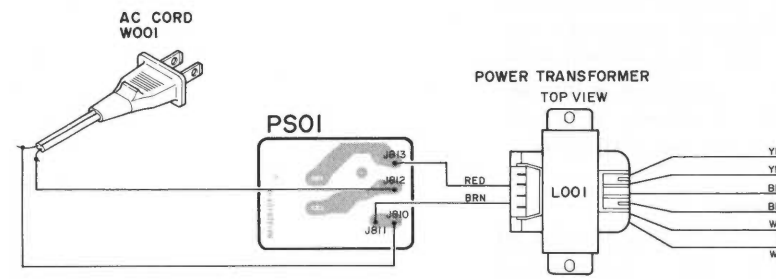 AC CORD
W001
POWER TRANSFORMER
TOP VIEW
PS01
J813
RED
J812
L001
BRN
J810
J811